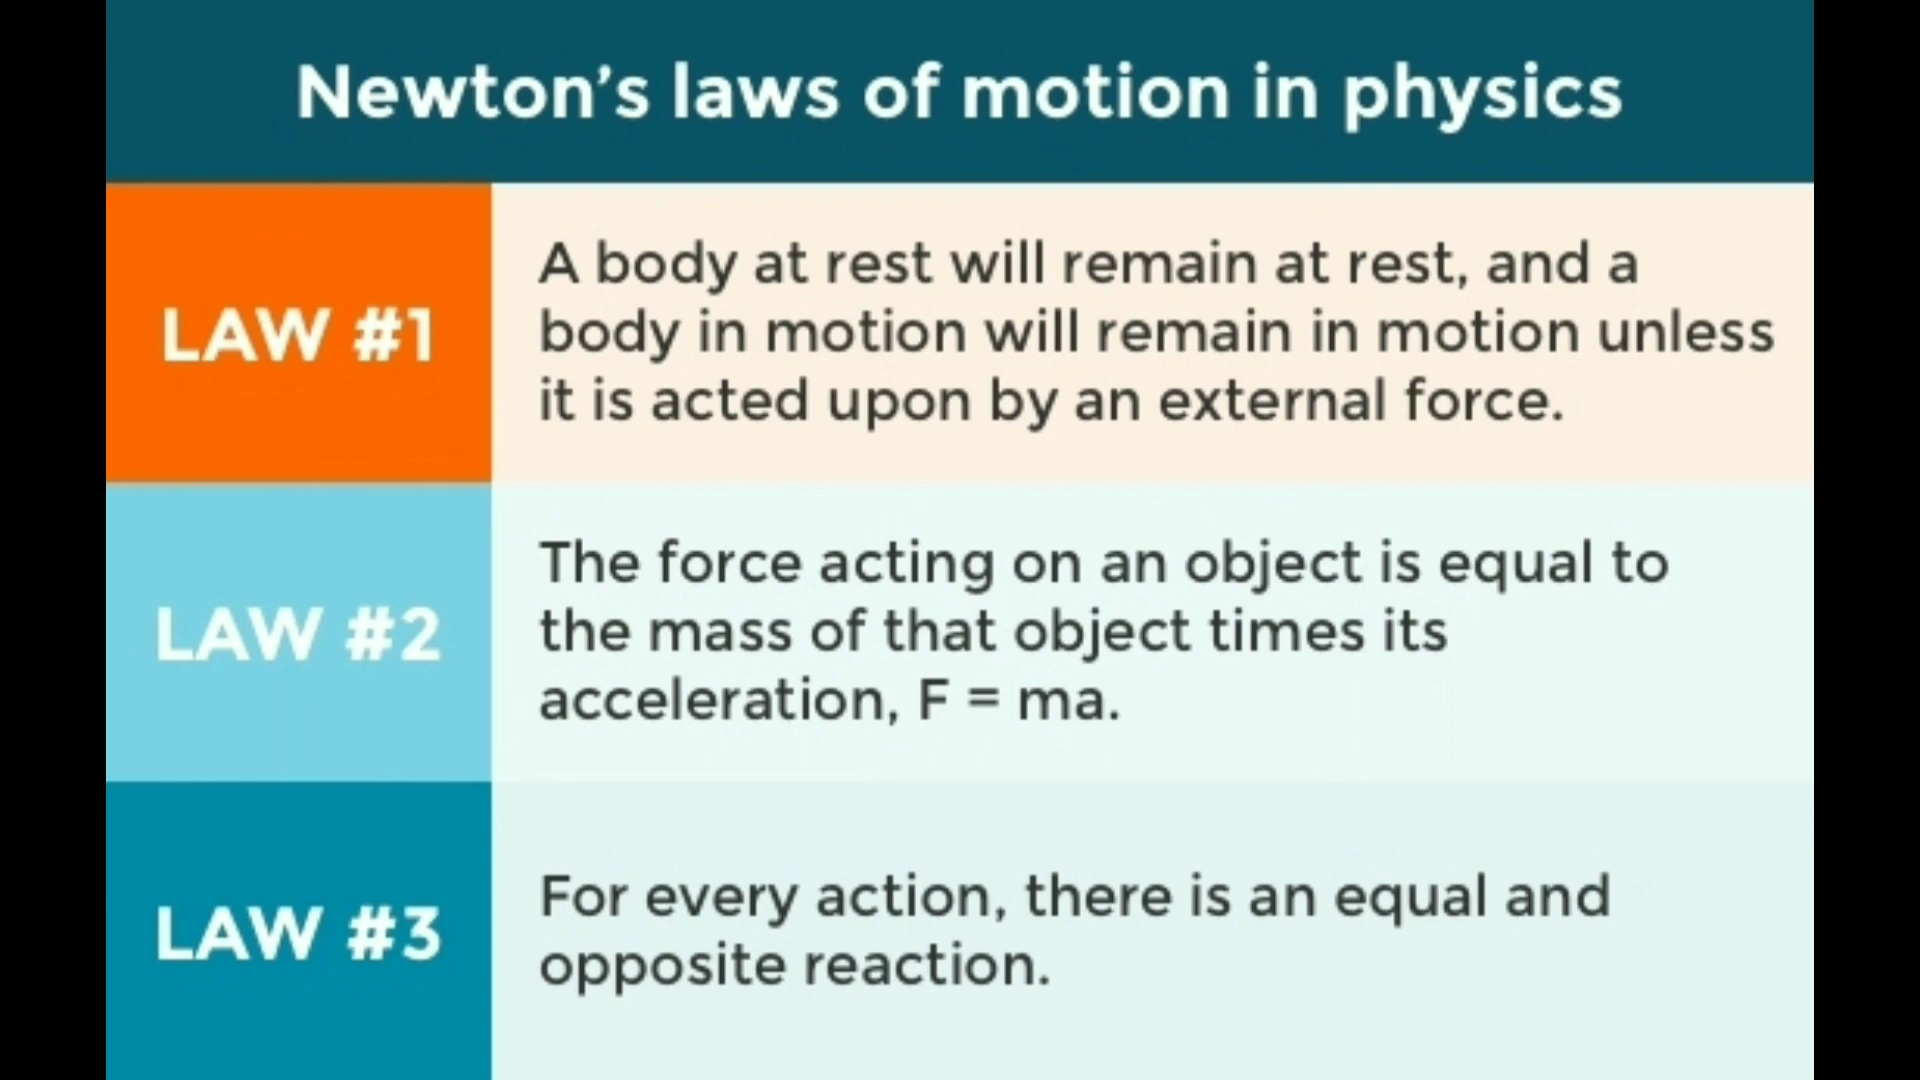 Newton's laws of motion in physics
LAW #1
A body at rest will remain at rest, and a
body in motion will remain in motion unless
it is acted upon by an external force.
LAW #2
The force acting on an object is equal to
the mass of that object times its
acceleration, F = ma.
LAW #3
For every action, there is an equal and
opposite reaction.